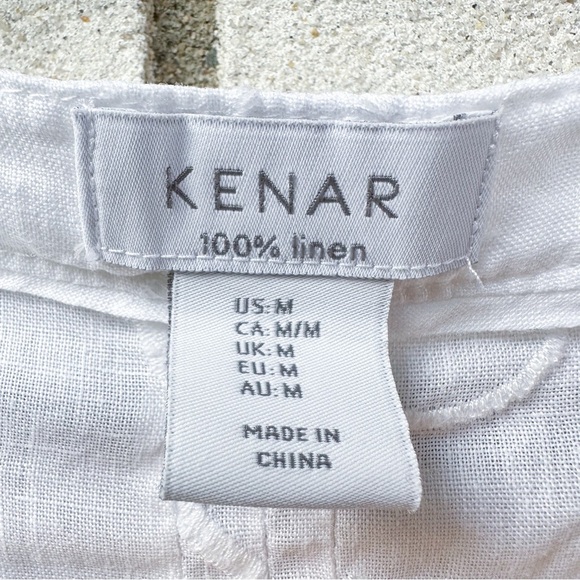 KENAR
100% linen
US: M
CA: M/M
UK: M
EU: M
AU: M
MADE IN
CHINA